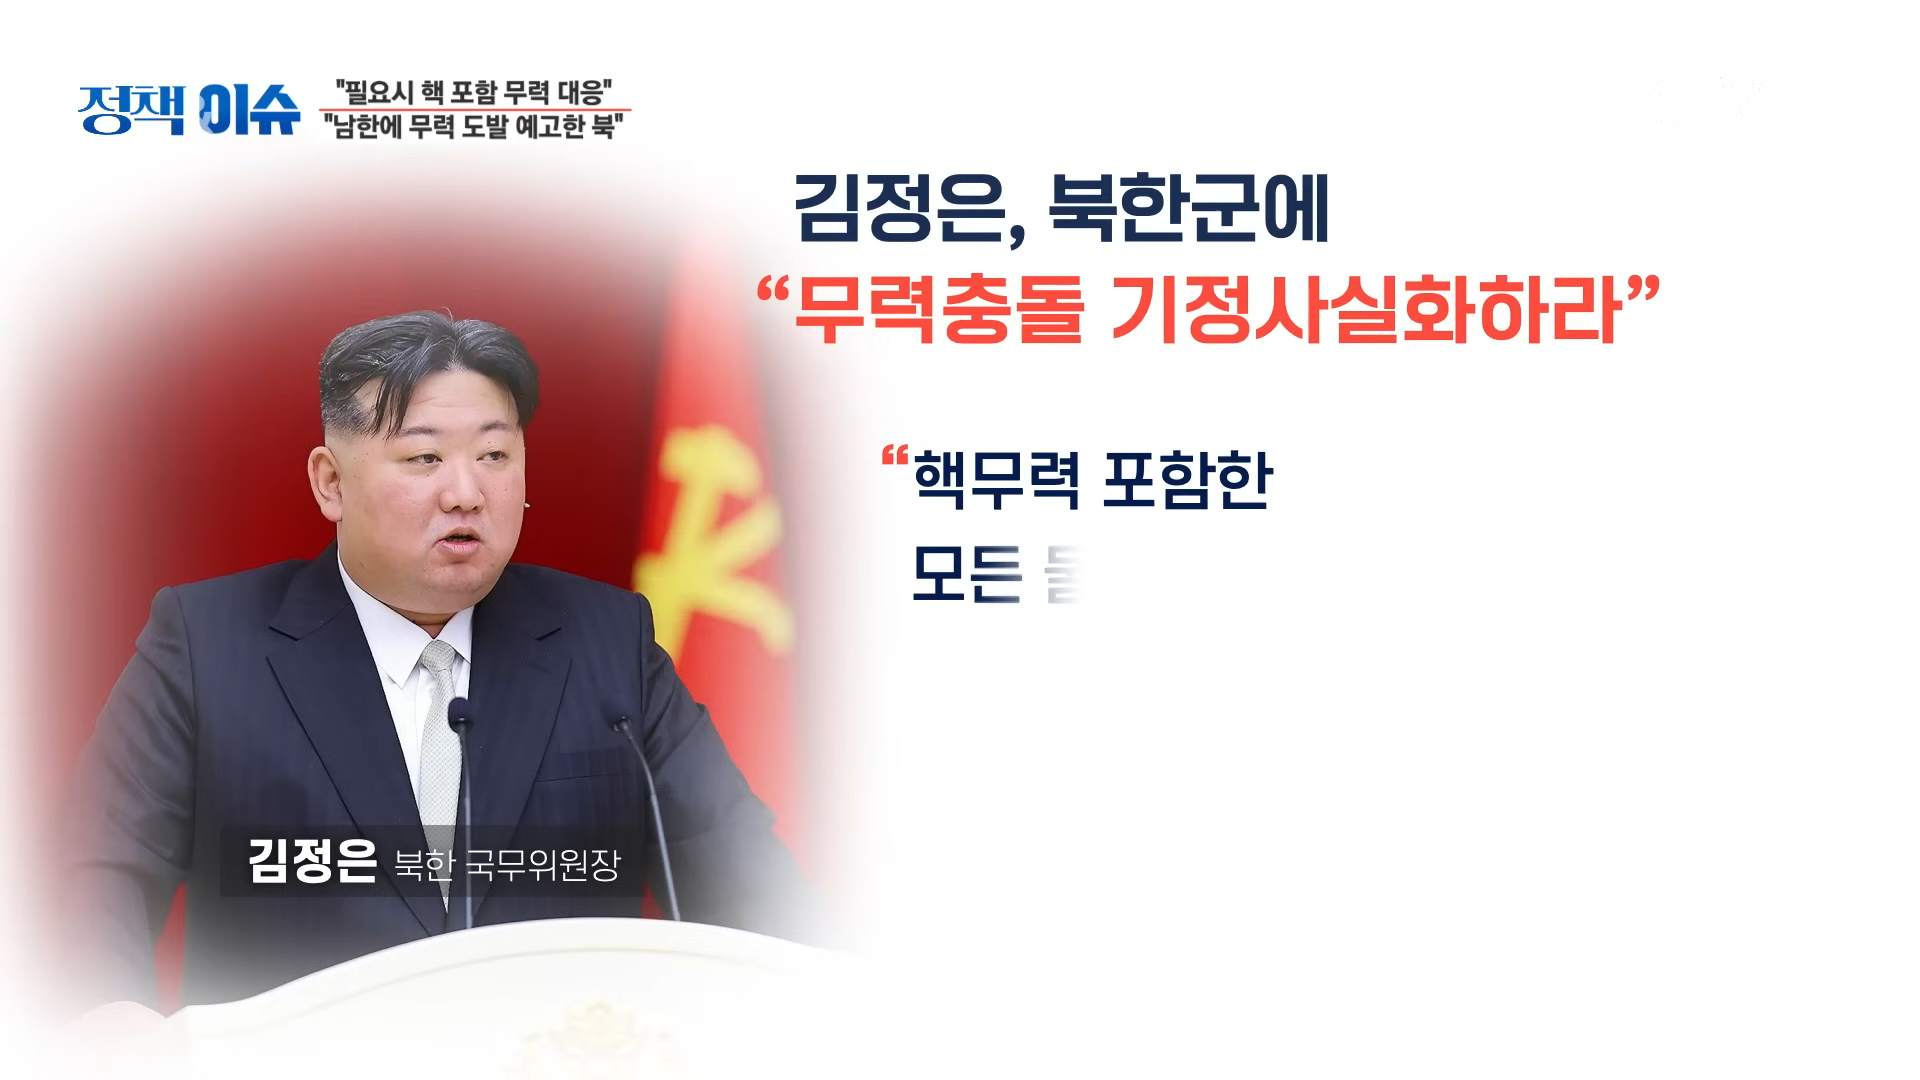 정책 이슈
"필요시 핵 포함 무력 대응"
"남한에 무력 도발 예고한 북"
김정은, 북한군에
“무력충돌 기정사실화하라”
“핵무력 포함한
모든
김정은 북한 국무위원장